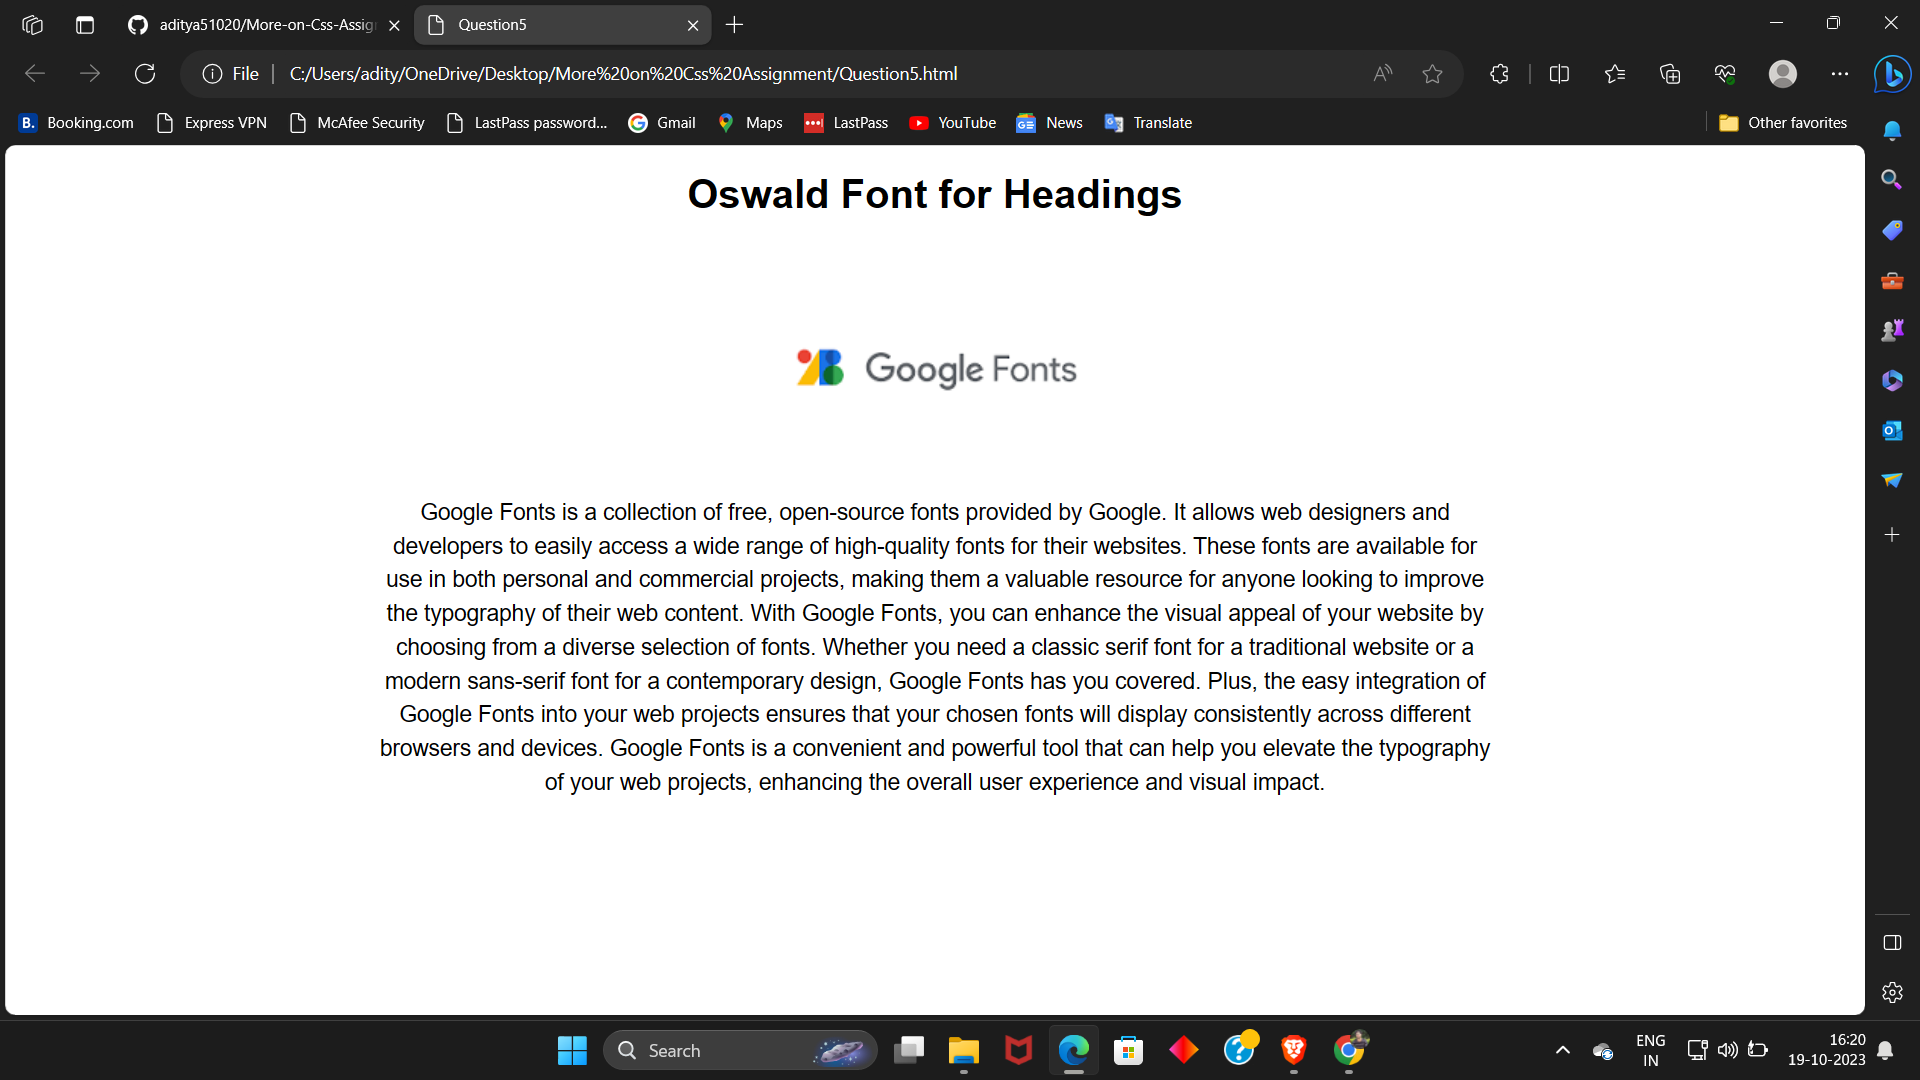 aditya51020/More-on-Css-Assig
Question5
File
C:/Users/adity/OneDrive/Desktop/More%20on%20Css%20Assignment/Question5.html
Booking.com
Express VPN
McAfee Security
LastPass password...
Gmail
Maps
LastPass
YouTube
News
Translate
Other favorites
Oswald Font for Headings
Google Fonts
Google Fonts is a collection of free, open-source fonts provided by Google. It allows web designers and
developers to easily access a wide range of high-quality fonts for their websites. These fonts are available for
use in both personal and commercial projects, making them a valuable resource for anyone looking to improve
the typography of their web content. With Google Fonts, you can enhance the visual appeal of your website by
choosing from a diverse selection of fonts. Whether you need a classic serif font for a traditional website or a
modern sans-serif font for a contemporary design, Google Fonts has you covered. Plus, the easy integration of
Google Fonts into your web projects ensures that your chosen fonts will display consistently across different
browsers and devices. Google Fonts is a convenient and powerful tool that can help you elevate the typography
of your web projects, enhancing the overall user experience and visual impact.
Search
ENG
IN
16:20
19-10-2023